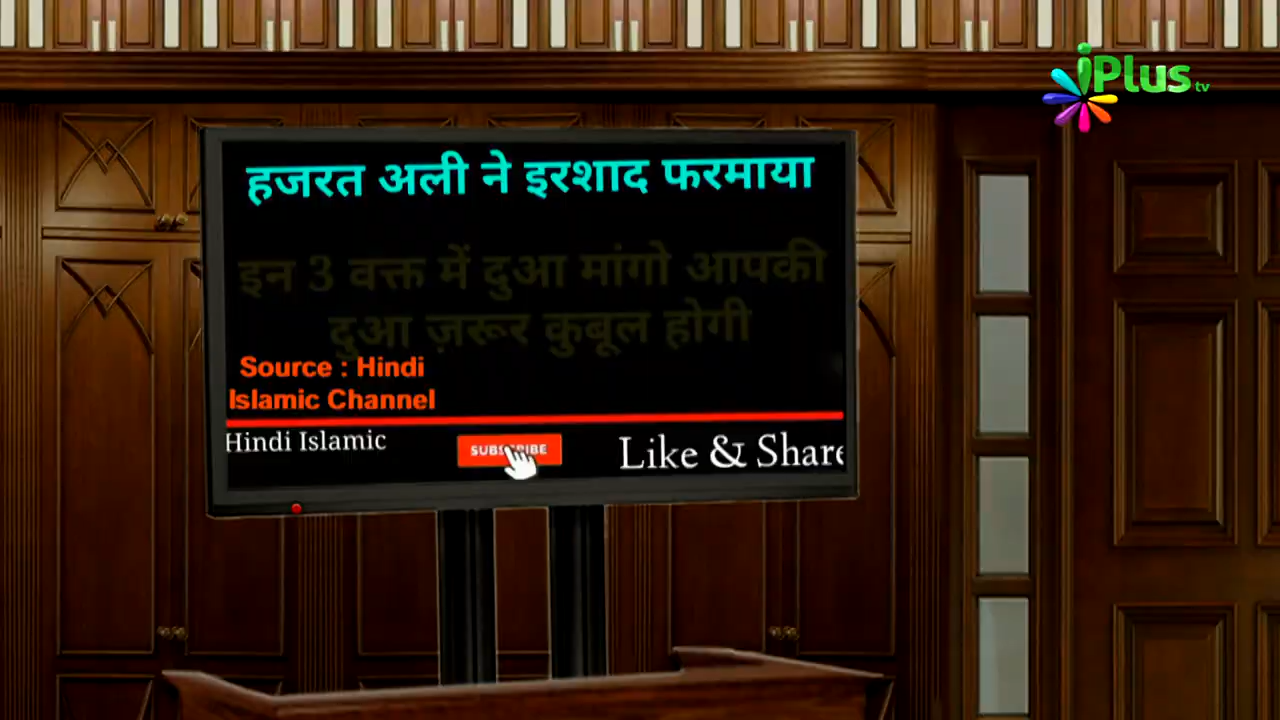 iPlus tv
हजरत अली ने इरशाद फरमाया
इन 3 वक्त में दुआ मांगो आपकी
दुआ ज़रूर कुबूल होगी
Source : Hindi
Islamic Channel
Hindi Islamic
SUBSCRIBE
Like & Share